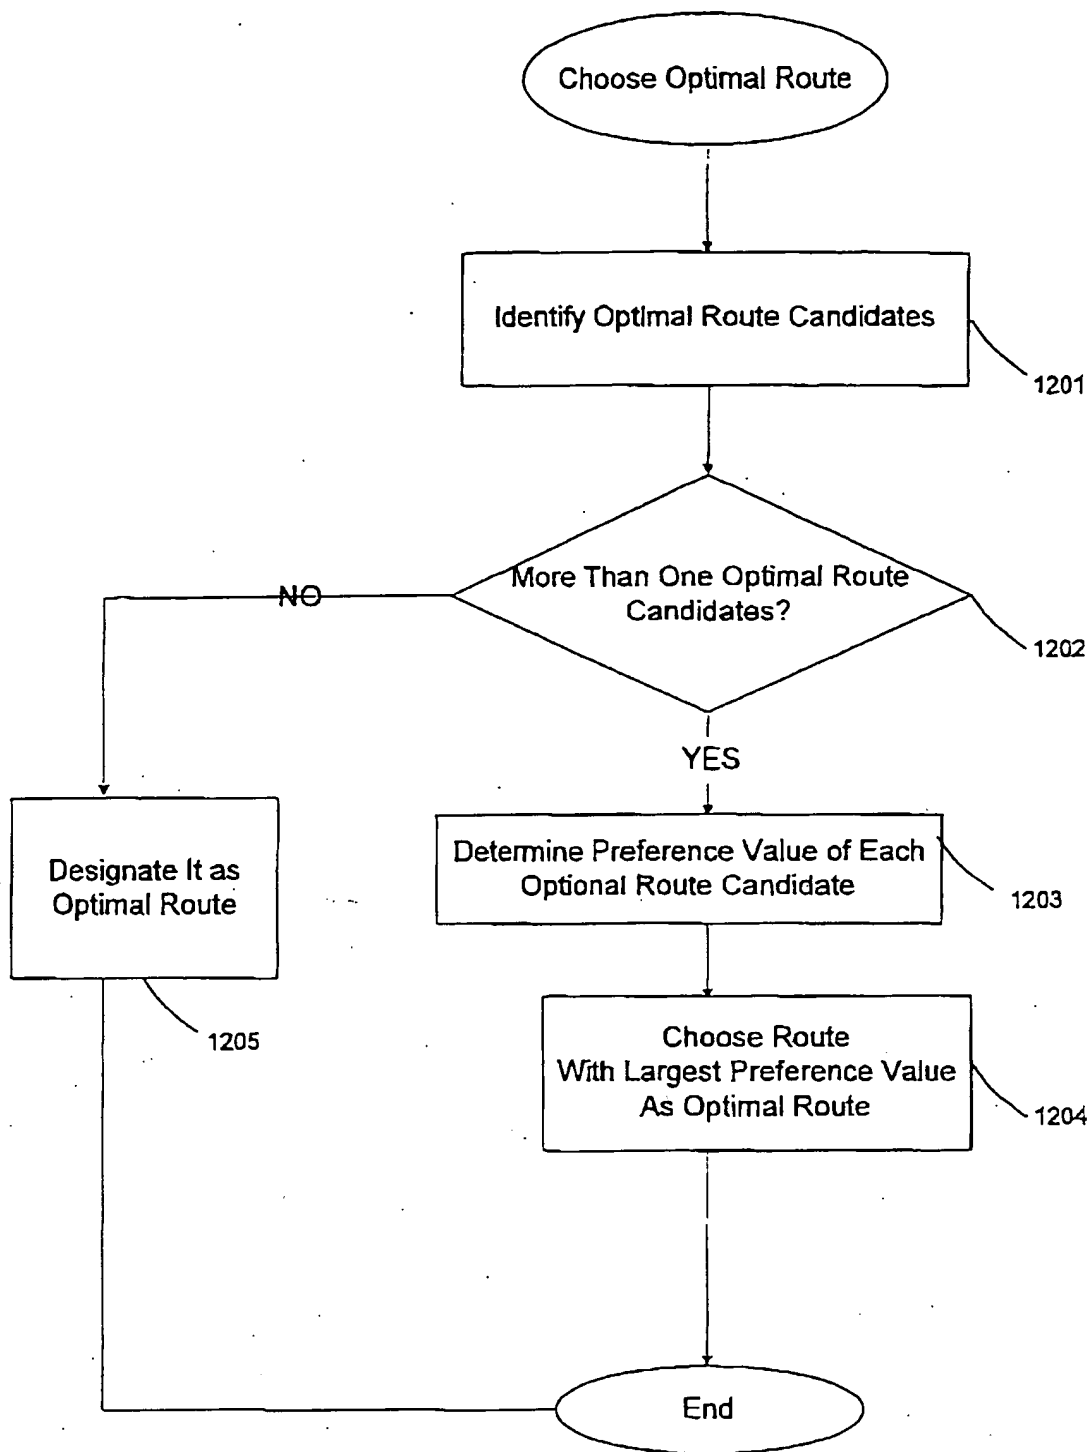 Choose Optimal Route
Identify Optimal Route Candidates
1201
More Than One Optimal Route
Candidates?
1202
NO
YES
Designate It as
Optimal Route
1205
Determine Preference Value of Each
Optional Route Candidate
1203
Choose Route
With Largest Preference Value
As Optimal Route
1204
End